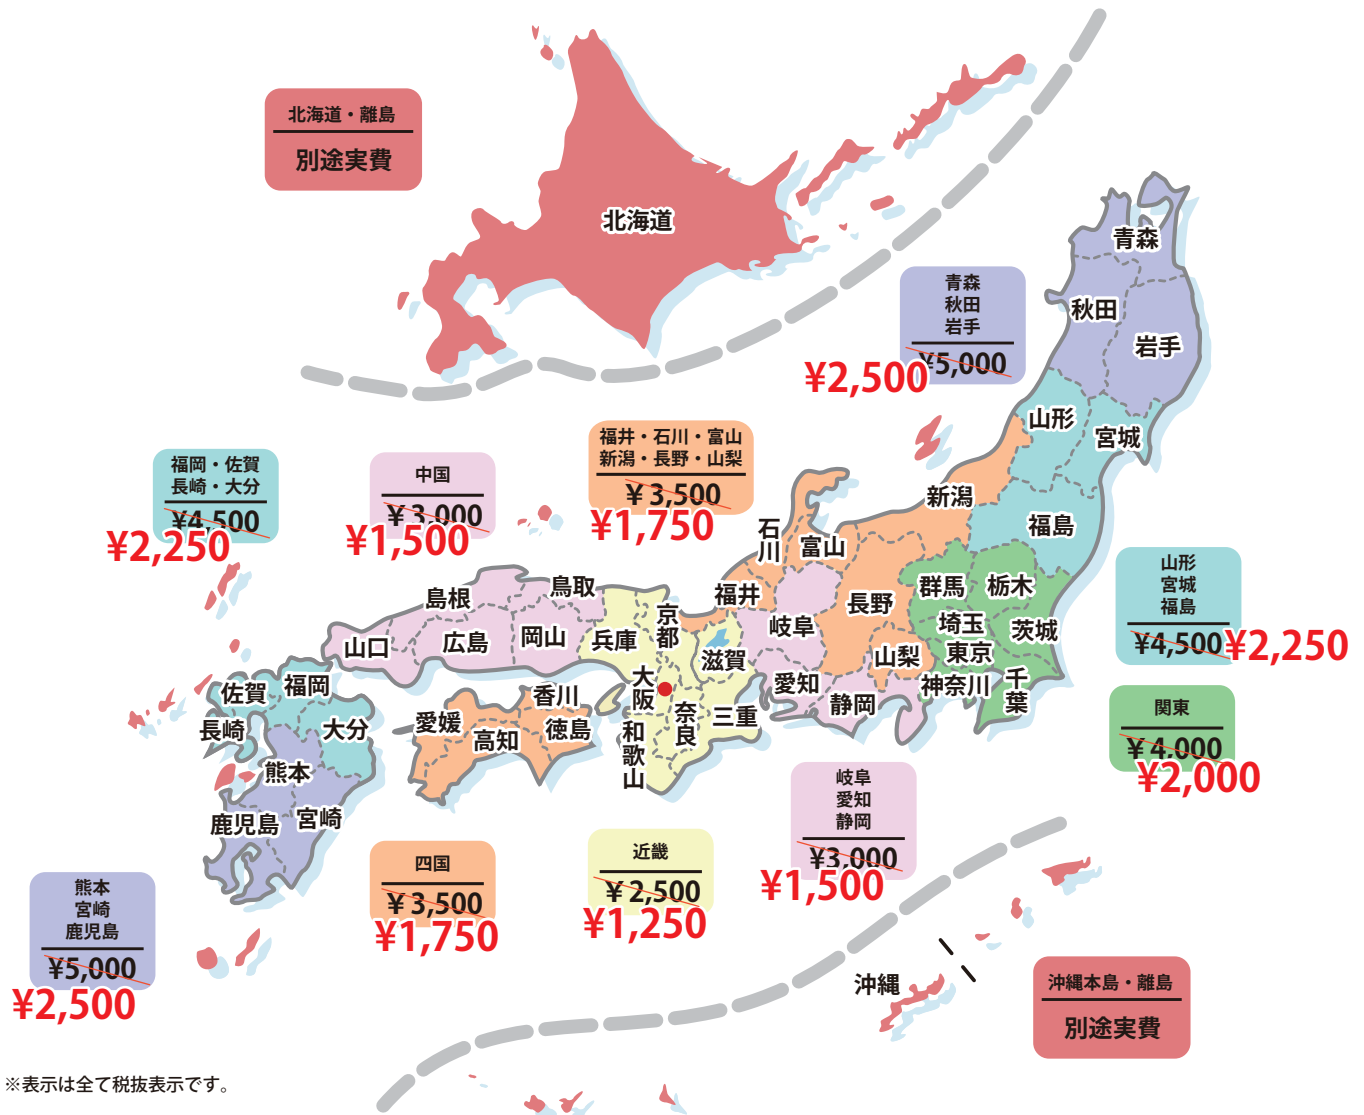 北海道・離島
別途実費
北海道
青森
秋田
岩手
¥5,000
¥2,500
青森
秋田
岩手
山形
宮城
福島
新潟
福岡・佐賀
長崎・大分
¥4,500
¥2,250
中国
¥3,000
¥1,500
福井・石川・富山
新潟・長野・山梨
¥3,500
¥1,750
石川
富山
福井
長野
岐阜
山梨
愛知
静岡
群馬
栃木
埼玉
茨城
東京
神奈川
千葉
山形
宮城
福島
¥4,500
¥2,250
関東
¥4,000
¥2,000
島根
鳥取
山口
広島
岡山
兵庫
京都
滋賀
大阪
奈良
三重
和歌山
香川
愛媛
高知
徳島
佐賀
福岡
長崎
大分
熊本
鹿児島
宮崎
熊本
宮崎
鹿児島
¥5,000
¥2,500
四国
¥3,500
¥1,750
近畿
¥2,500
¥1,250
岐阜
愛知
静岡
¥3,000
¥1,500
沖縄
沖縄本島・離島
別途実費
※表示は全て税抜表示です。